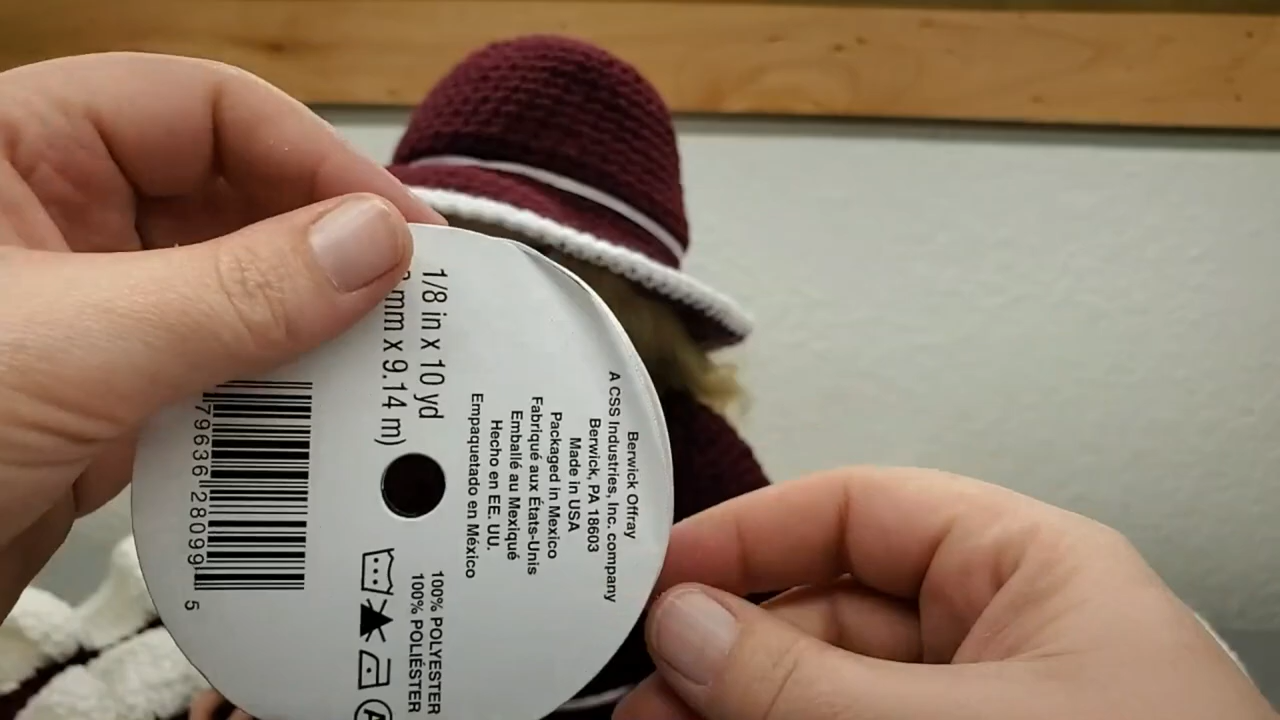 Berwick Offray
A CSS Industries, Inc. company
Berwick, PA 18603
Made in USA
Packaged in Mexico
Fabriqué aux États-Unis
Emballé au Mexiqué
Hecho en EE. UU.
Empaquetado en México
1/8 in x 10 yd
mm x 9.14 m)
100% POLYESTER
100% POLIÉSTER
A
79636 28099 5